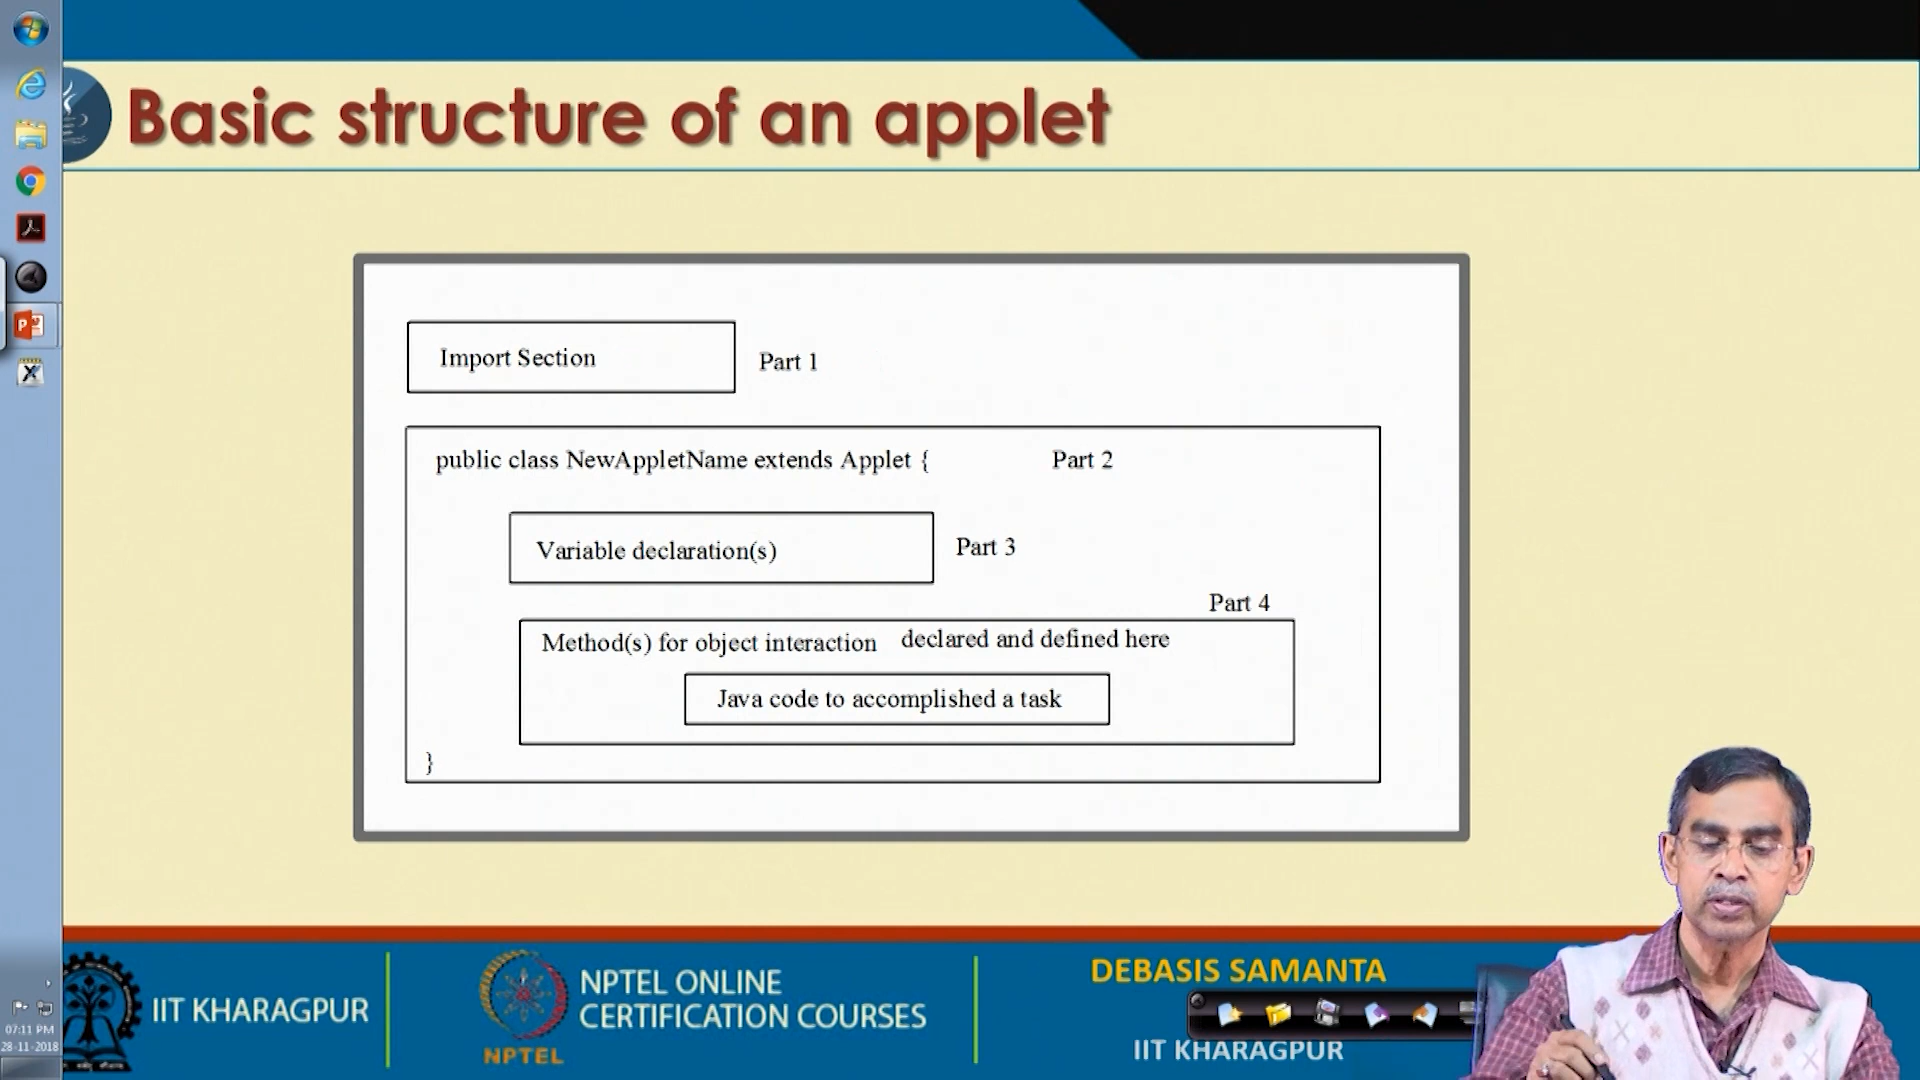 Basic structure of an applet
Import Section
Part 1
public class NewAppletName extends Applet {
Part 2
Variable declaration(s)
Part 3
Part 4
Method(s) for object interaction declared and defined here
Java code to accomplished a task
}
IIT KHARAGPUR
NPTEL
NPTEL ONLINE
CERTIFICATION COURSES
DEBASIS SAMANTA
IIT KHARAGPUR
07:11 PM
28-11-2018